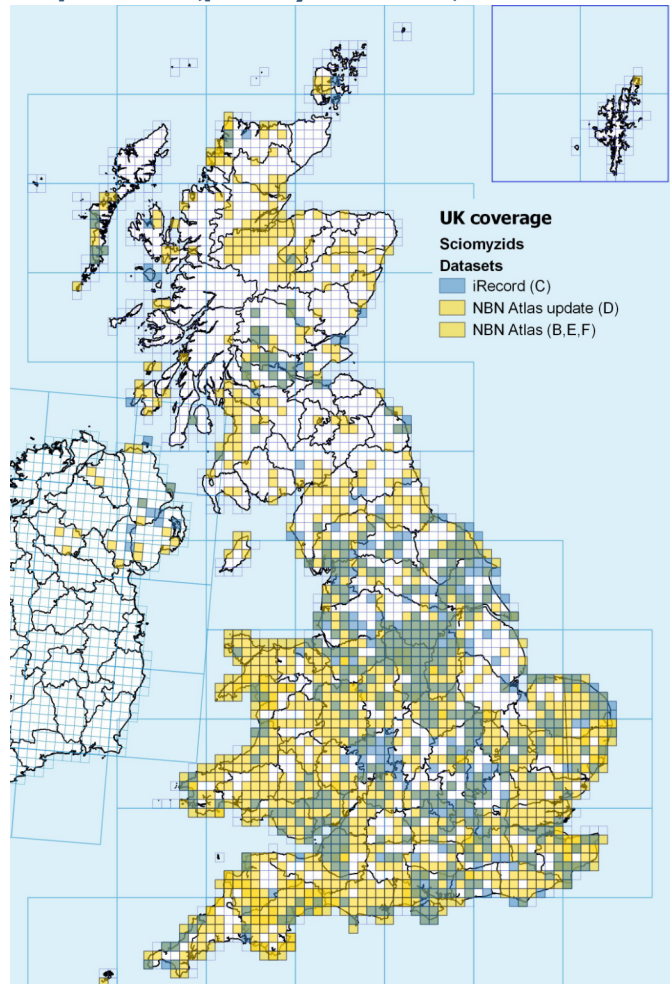 UK coverage
Sciomyzids
Datasets
iRecord (C)
NBN Atlas update (D)
NBN Atlas (B,E,F)